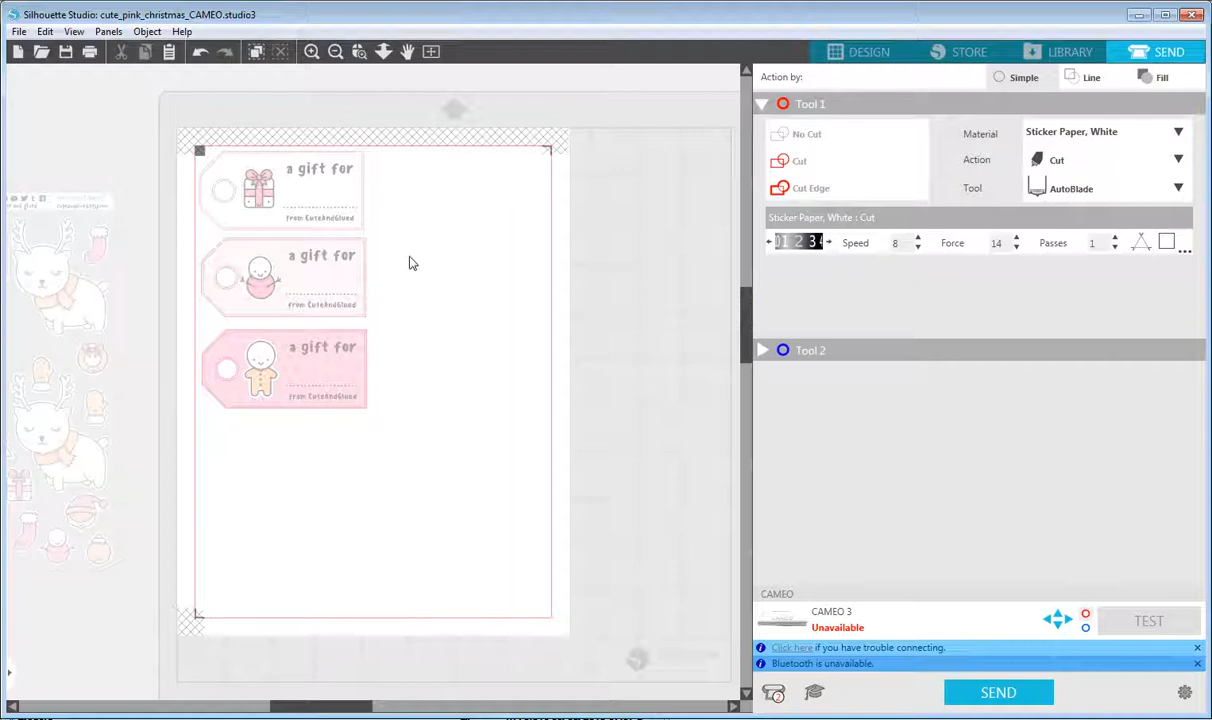 Silhouette Studio: cute_pink_christmas_CAMEO.studio3
File Edit View Panels Object Help
DESIGN STORE LIBRARY SEND
Action by: Simple Line Fill
Tool 1
No Cut
Cut
Cut Edge
Material Sticker Paper, White
Action Cut
Tool AutoBlade
Sticker Paper, White : Cut
Speed 8 Force 14 Passes 1
Tool 2
a gift for
from CuteAndGlued
a gift for
from CuteAndGlued
a gift for
from CuteAndGlued
CAMEO
CAMEO 3
Unavailable
TEST
Click here if you have trouble connecting.
Bluetooth is unavailable.
2
SEND